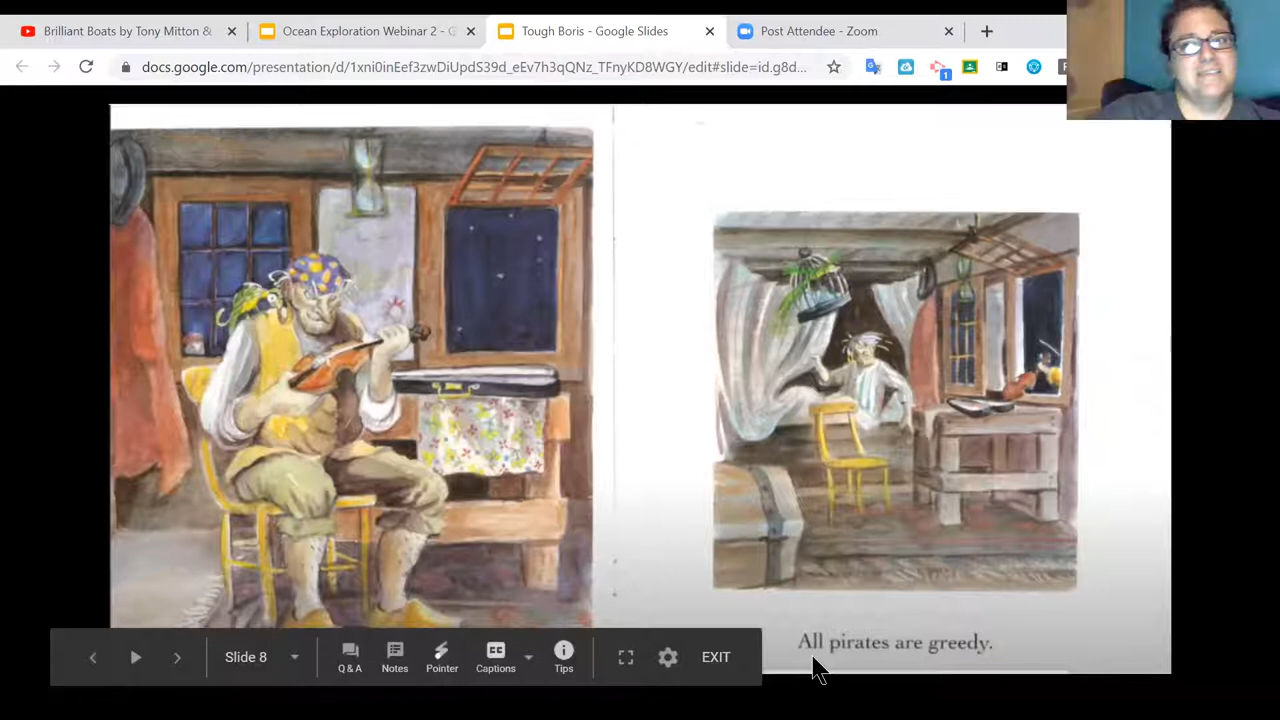 Brilliant Boats by Tony Mitton &
Ocean Exploration Webinar 2 - G
Tough Boris - Google Slides
Post Attendee - Zoom
docs.google.com/presentation/d/1xni0inEef3zwDiUpdS39d_eEv7h3qQNz_TFnyKD8WGY/edit#slide=id.g8d...
1
All pirates are greedy.
Slide 8
Q & A
Notes
Pointer
Captions
Tips
EXIT